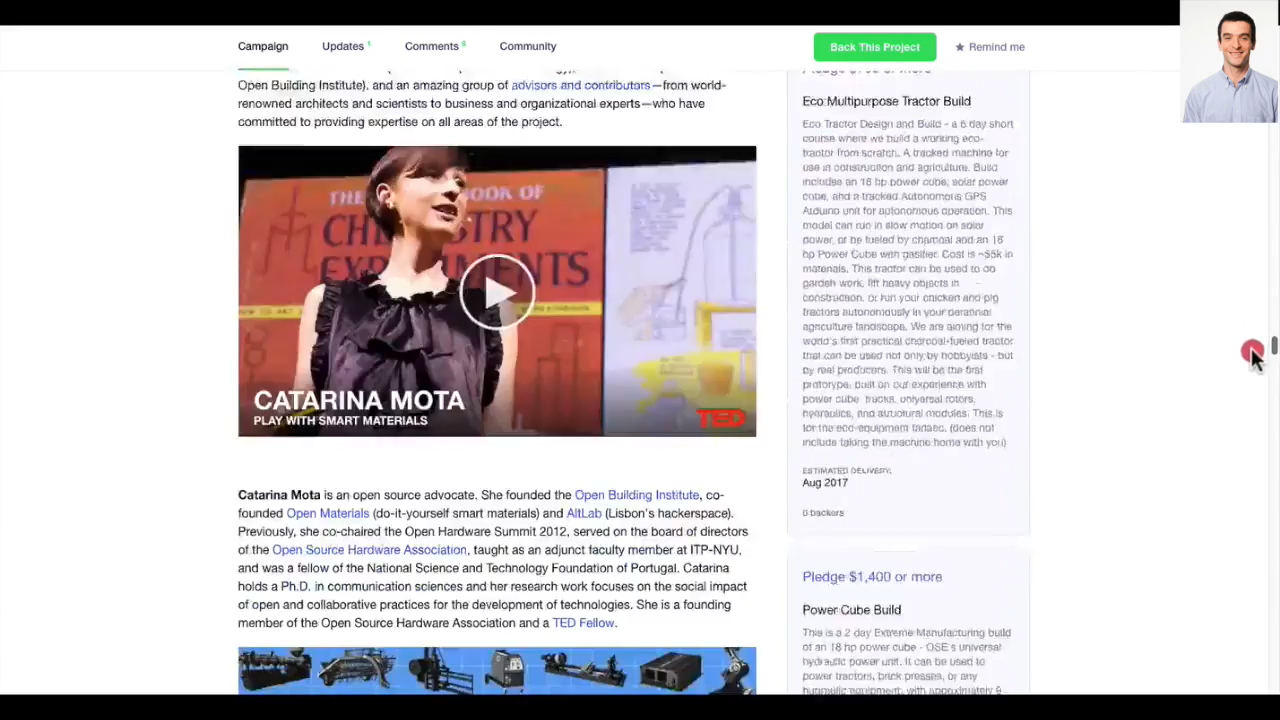 Campaign
Updates 1
Comments
Community
Back This Project
Remind me
Open Building Institute), and an amazing group of advisors and contributors—from world-
renowned architects and scientists to business and organizational experts—who have
committed to providing expertise on all areas of the project.
THE
BOOK OF
CATARINA MOTA
PLAY WITH SMART MATERIALS
TED
Catarina Mota is an open source advocate. She founded the Open Building Institute, co-
founded Open Materials (do-it-yourself smart materials) and AltLab (Lisbon's hackerspace).
Previously, she co-chaired the Open Hardware Summit 2012, served on the board of directors
of the Open Source Hardware Association, taught as an adjunct faculty member at ITP-NYU,
and was a fellow of the National Science and Technology Foundation of Portugal. Catarina
holds a Ph.D. in communication sciences and her research work focuses on the social impact
of open and collaborative practices for the development of technologies. She is a founding
member of the Open Source Hardware Association and a TED Fellow.
Eco Multipurpose Tractor Build
Eco Tractor Design and Build - a 6 day short
course where we build a working eco-
tractor from scratch. A tracked machine for
use in construction and agriculture. Build
includes an 16 hp power cube, solar power
cube, and a tracked Autonomous GPS
Arduino unit for autonomous operation. This
model can run in slow motion on solar
power, or be fueled by charcoal and an 16
hp Power Cube with gasifier. Cost is ~$5k in
materials. This tractor can be used to do
garden work, lift heavy objects in
construction, or run your chicken and pig
tractors autonomously in your perennial
agriculture landscape. We are aiming for the
world's first practical charcoal-fueled tractor
that can be used not only by hobbyists - but
by real producers. This will be the first
prototype, built on our experience with
power cube trucks, universal rotors,
hydraulics, and structural modules. This is
for the eco-equipment fanatic. (does not
include taking the machine home with you)
ESTIMATED DELIVERY:
Aug 2017
0 backers
Pledge $1,400 or more
Power Cube Build
This is a 2 day Extreme Manufacturing build
of an 18 hp power cube - OSE's universal
hydraulic power unit. It can be used to
power tractors, brick presses, or any
hydraulic equipment, with approximately